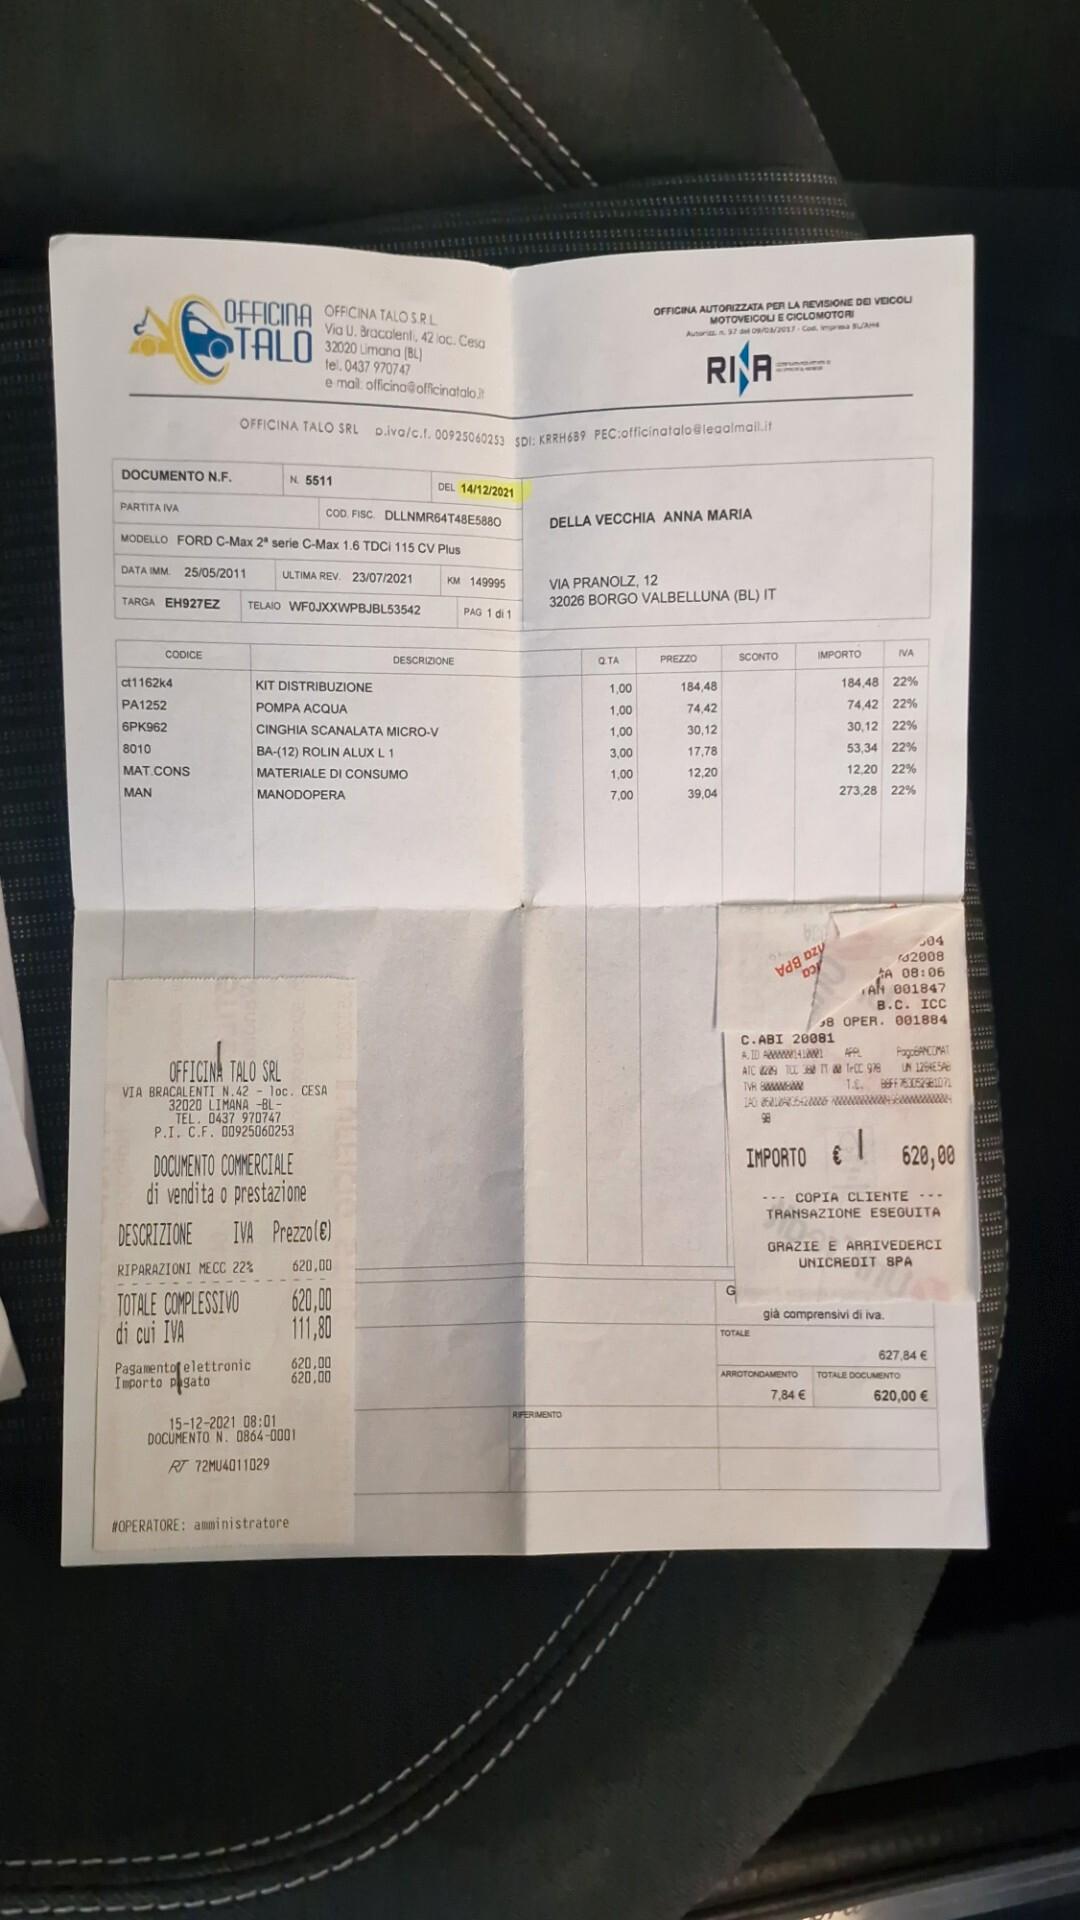 OFFICINA TALO
OFFICINA TALO S.R.L.
Via U. Bracalenti, 42 loc. Cesa
32020 Limana (BL)
tel. 0437 970747
e mail: officina@officinatalo.it
OFFICINA AUTORIZZATA PER LA REVISIONE DEI VEICOLI
MOTOVEICOLI E CICLOMOTORI
Autorizz. n. 57 del 09/03/2017 - Cod. Impresa BL/AH4
RINA
OFFICINA TALO SRL p.iva/c.f. 00925060253 SDI: KRRH6B9 PEC:officinatalo@legalmail.it
DOCUMENTO N.F. N. 5511 DEL 14/12/2021
PARTITA IVA COD. FISC. DLLNMR64T48E588O
MODELLO FORD C-Max 2ª serie C-Max 1.6 TDCi 115 CV Plus
DATA IMM. 25/05/2011 ULTIMA REV. 23/07/2021 KM 149995
TARGA EH927EZ TELAIO WF0JXXWPBJBL53542 PAG 1 di 1
DELLA VECCHIA ANNA MARIA
VIA PRANOLZ, 12
32026 BORGO VALBELLUNA (BL) IT
CODICE DESCRIZIONE Q.TA PREZZO SCONTO IMPORTO IVA
ct1162k4 KIT DISTRIBUZIONE 1,00 184,48 184,48 22%
PA1252 POMPA ACQUA 1,00 74,42 74,42 22%
6PK962 CINGHIA SCANALATA MICRO-V 1,00 30,12 30,12 22%
8010 BA-(12) ROLIN ALUX L 1 3,00 17,78 53,34 22%
MAT.CONS MATERIALE DI CONSUMO 1,00 12,20 12,20 22%
MAN MANODOPERA 7,00 39,04 273,28 22%
OFFICINA TALO SRL
VIA BRACALENTI N.42 - loc. CESA
32020 LIMANA -BL-
TEL. 0437 970747
P.I. C.F. 00925060253
DOCUMENTO COMMERCIALE
di vendita o prestazione
DESCRIZIONE IVA Prezzo(€)
RIPARAZIONI MECC 22% 620,00
TOTALE COMPLESSIVO 620,00
di cui IVA 111,80
Pagamento elettronic 620,00
Importo pagato 620,00
15-12-2021 08:01
DOCUMENTO N. 0864-0001
RT 72MU4011029
#OPERATORE: amministratore
BPA
08:06
001847
B.C. ICC
OPER. 001884
C.ABI 20081
APPL PagoBANCOMAT
IMPORTO € 620,00
--- COPIA CLIENTE ---
TRANSAZIONE ESEGUITA
GRAZIE E ARRIVEDERCI
UNICREDIT SPA
già comprensivi di iva.
TOTALE
627,84 €
ARROTONDAMENTO TOTALE DOCUMENTO
7,84 € 620,00 €
RIFERIMENTO